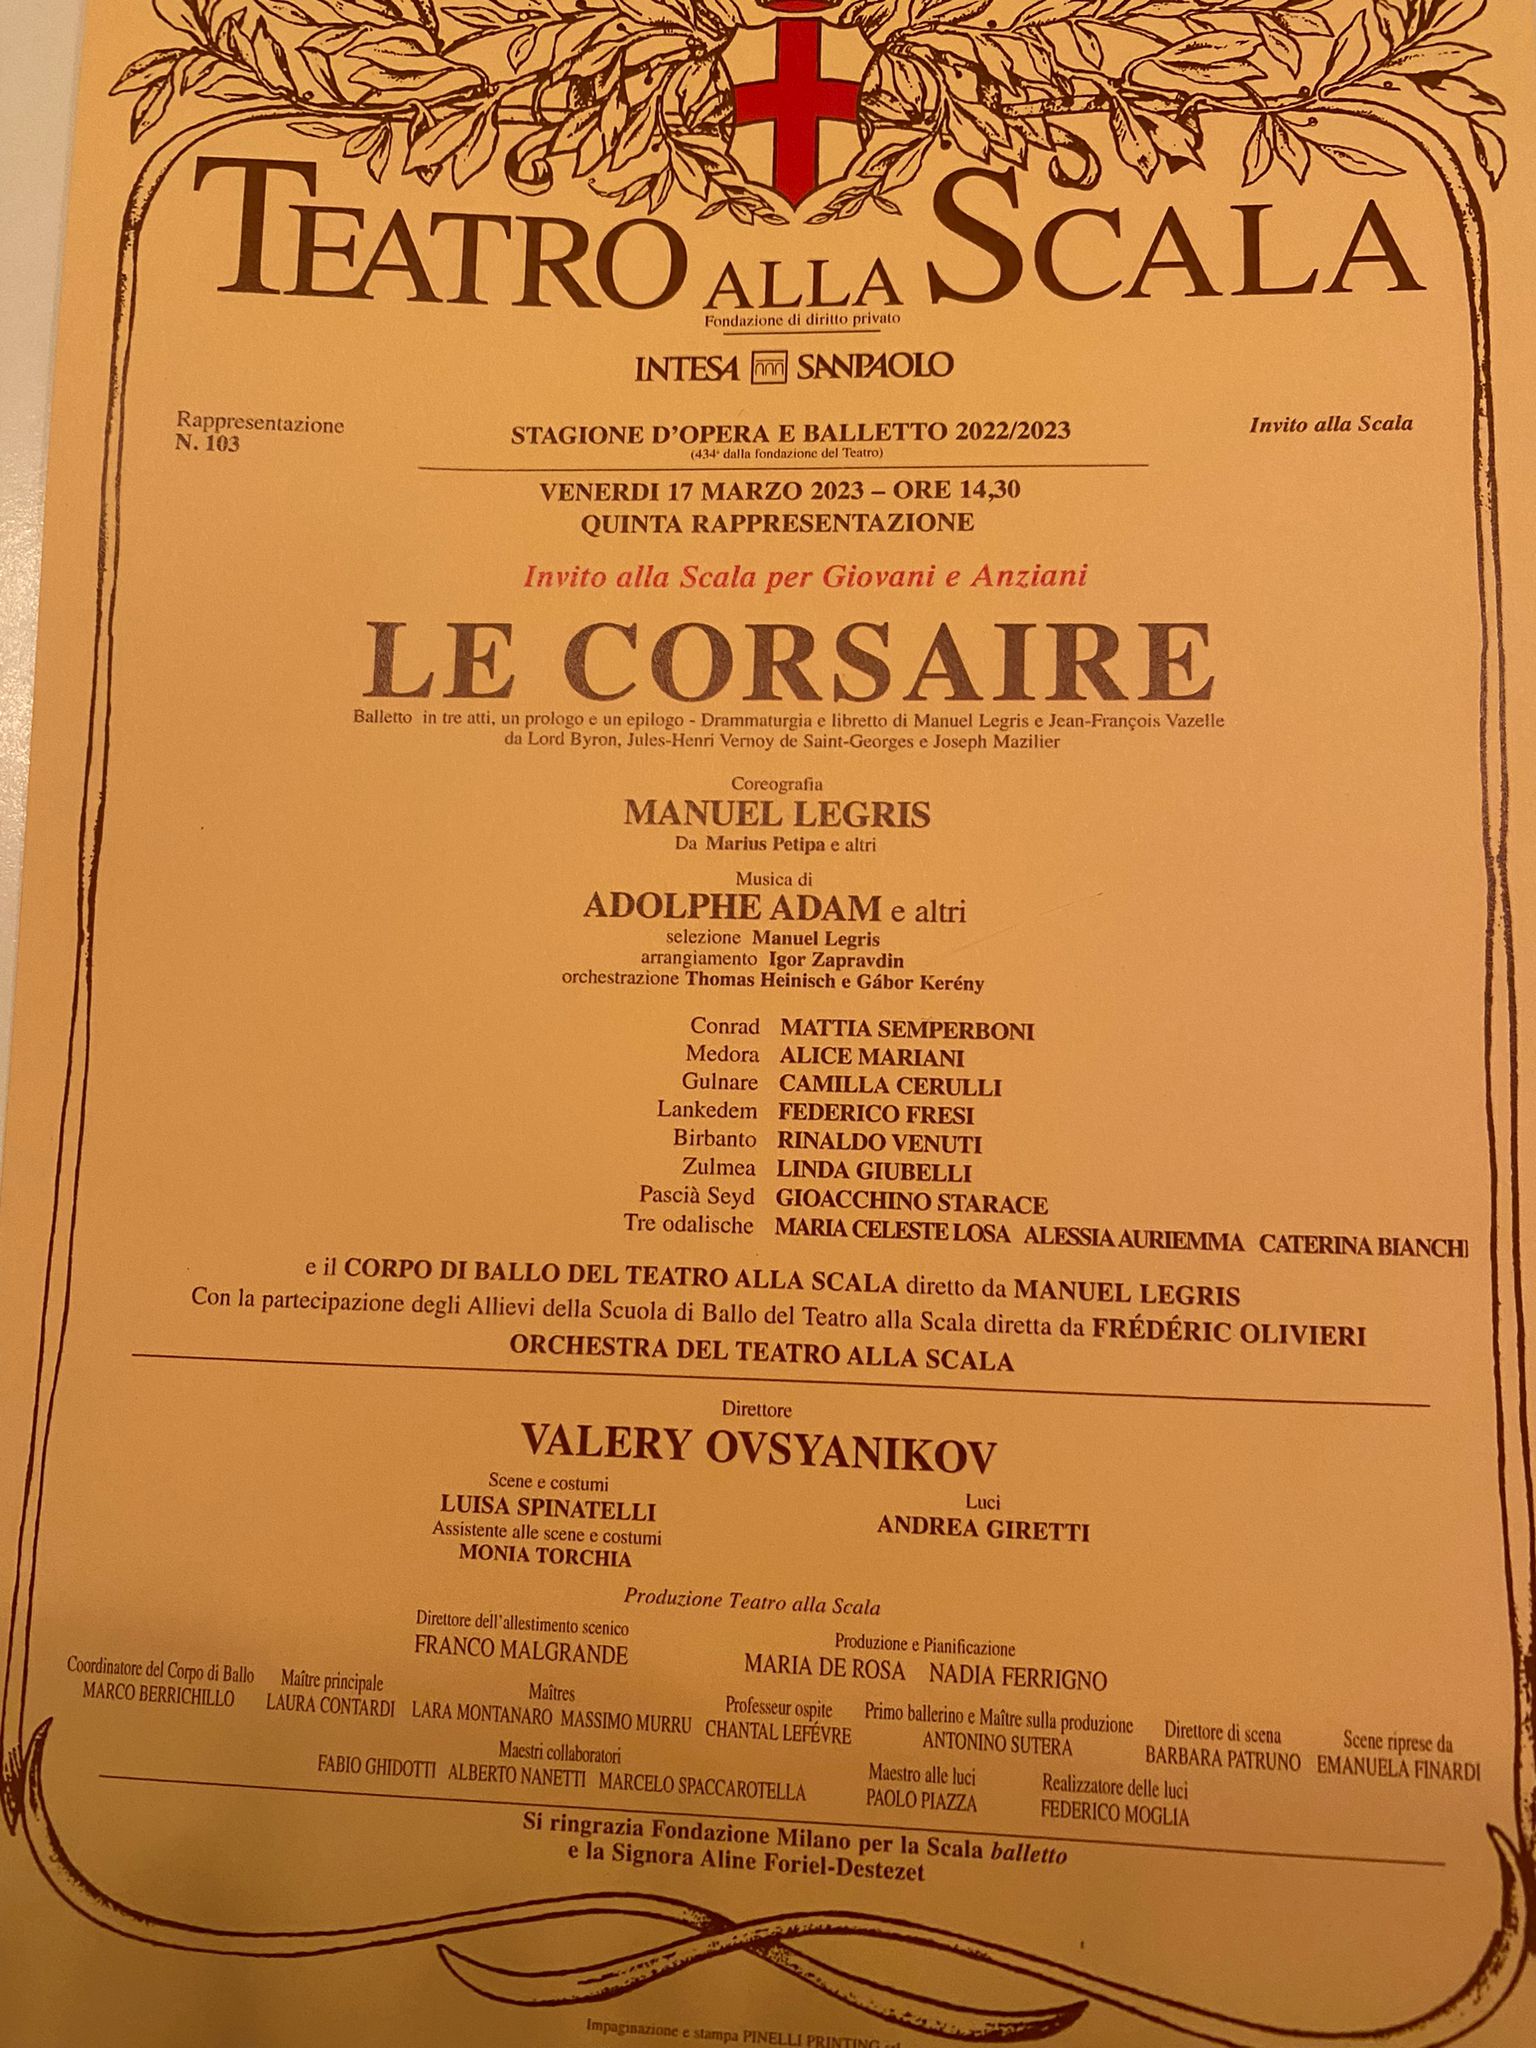 TEATRO ALLA SCALA
Fondazione di diritto privato
INTESA SANPAOLO
Rappresentazione
N. 103
STAGIONE D'OPERA E BALLETTO 2022/2023
(434ª dalla fondazione del Teatro)
Invito alla Scala
VENERDI 17 MARZO 2023 – ORE 14,30
QUINTA RAPPRESENTAZIONE
Invito alla Scala per Giovani e Anziani
LE CORSAIRE
Balletto in tre atti, un prologo e un epilogo - Drammaturgia e libretto di Manuel Legris e Jean-François Vazelle
da Lord Byron, Jules-Henri Vernoy de Saint-Georges e Joseph Mazilier
Coreografia
MANUEL LEGRIS
Da Marius Petipa e altri
Musica di
ADOLPHE ADAM e altri
selezione Manuel Legris
arrangiamento Igor Zapravdin
orchestrazione Thomas Heinisch e Gábor Kerény
Conrad MATTIA SEMPERBONI
Medora ALICE MARIANI
Gulnare CAMILLA CERULLI
Lankedem FEDERICO FRESI
Birbanto RINALDO VENUTI
Zulmea LINDA GIUBELLI
Pascià Seyd GIOACCHINO STARACE
Tre odalische MARIA CELESTE LOSA ALESSIA AURIEMMA CATERINA BIANCHI
e il CORPO DI BALLO DEL TEATRO ALLA SCALA diretto da MANUEL LEGRIS
Con la partecipazione degli Allievi della Scuola di Ballo del Teatro alla Scala diretta da FRÉDÉRIC OLIVIERI
ORCHESTRA DEL TEATRO ALLA SCALA
Direttore
VALERY OVSYANIKOV
Scene e costumi
LUISA SPINATELLI
Assistente alle scene e costumi
MONIA TORCHIA
Luci
ANDREA GIRETTI
Produzione Teatro alla Scala
Direttore dell'allestimento scenico
FRANCO MALGRANDE
Produzione e Pianificazione
MARIA DE ROSA NADIA FERRIGNO
Coordinatore del Corpo di Ballo
MARCO BERRICHILLO
Maître principale
LAURA CONTARDI
Maîtres
LARA MONTANARO MASSIMO MURRU
Professeur ospite
CHANTAL LEFÉVRE
Primo ballerino e Maître sulla produzione
ANTONINO SUTERA
Direttore di scena
BARBARA PATRUNO
Scene riprese da
EMANUELA FINARDI
Maestri collaboratori
FABIO GHIDOTTI ALBERTO NANETTI MARCELO SPACCAROTELLA
Maestro alle luci
PAOLO PIAZZA
Realizzatore delle luci
FEDERICO MOGLIA
Si ringrazia Fondazione Milano per la Scala balletto
e la Signora Aline Foriel-Destezet
Impaginazione e stampa PINELLI PRINTING